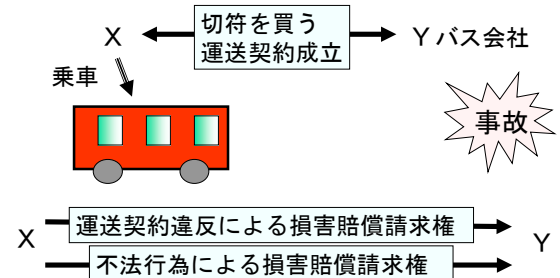 切符を買う
運送契約成立
X
Yバス会社
乗車
事故
運送契約違反による損害賠償請求権
X
Y
不法行為による損害賠償請求権